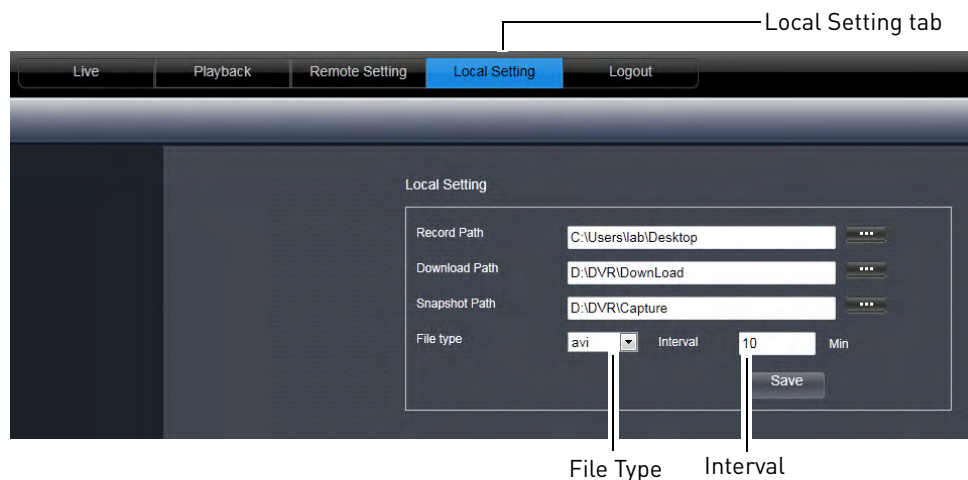 Local Setting tab
Live Playback Remote Setting Local Setting Logout
Local Setting
Record Path C:\Users\lab\Desktop ...
Download Path D:\DVR\DownLoad ...
Snapshot Path D:\DVR\Capture ...
File type avi Interval 10 Min
Save
File Type Interval